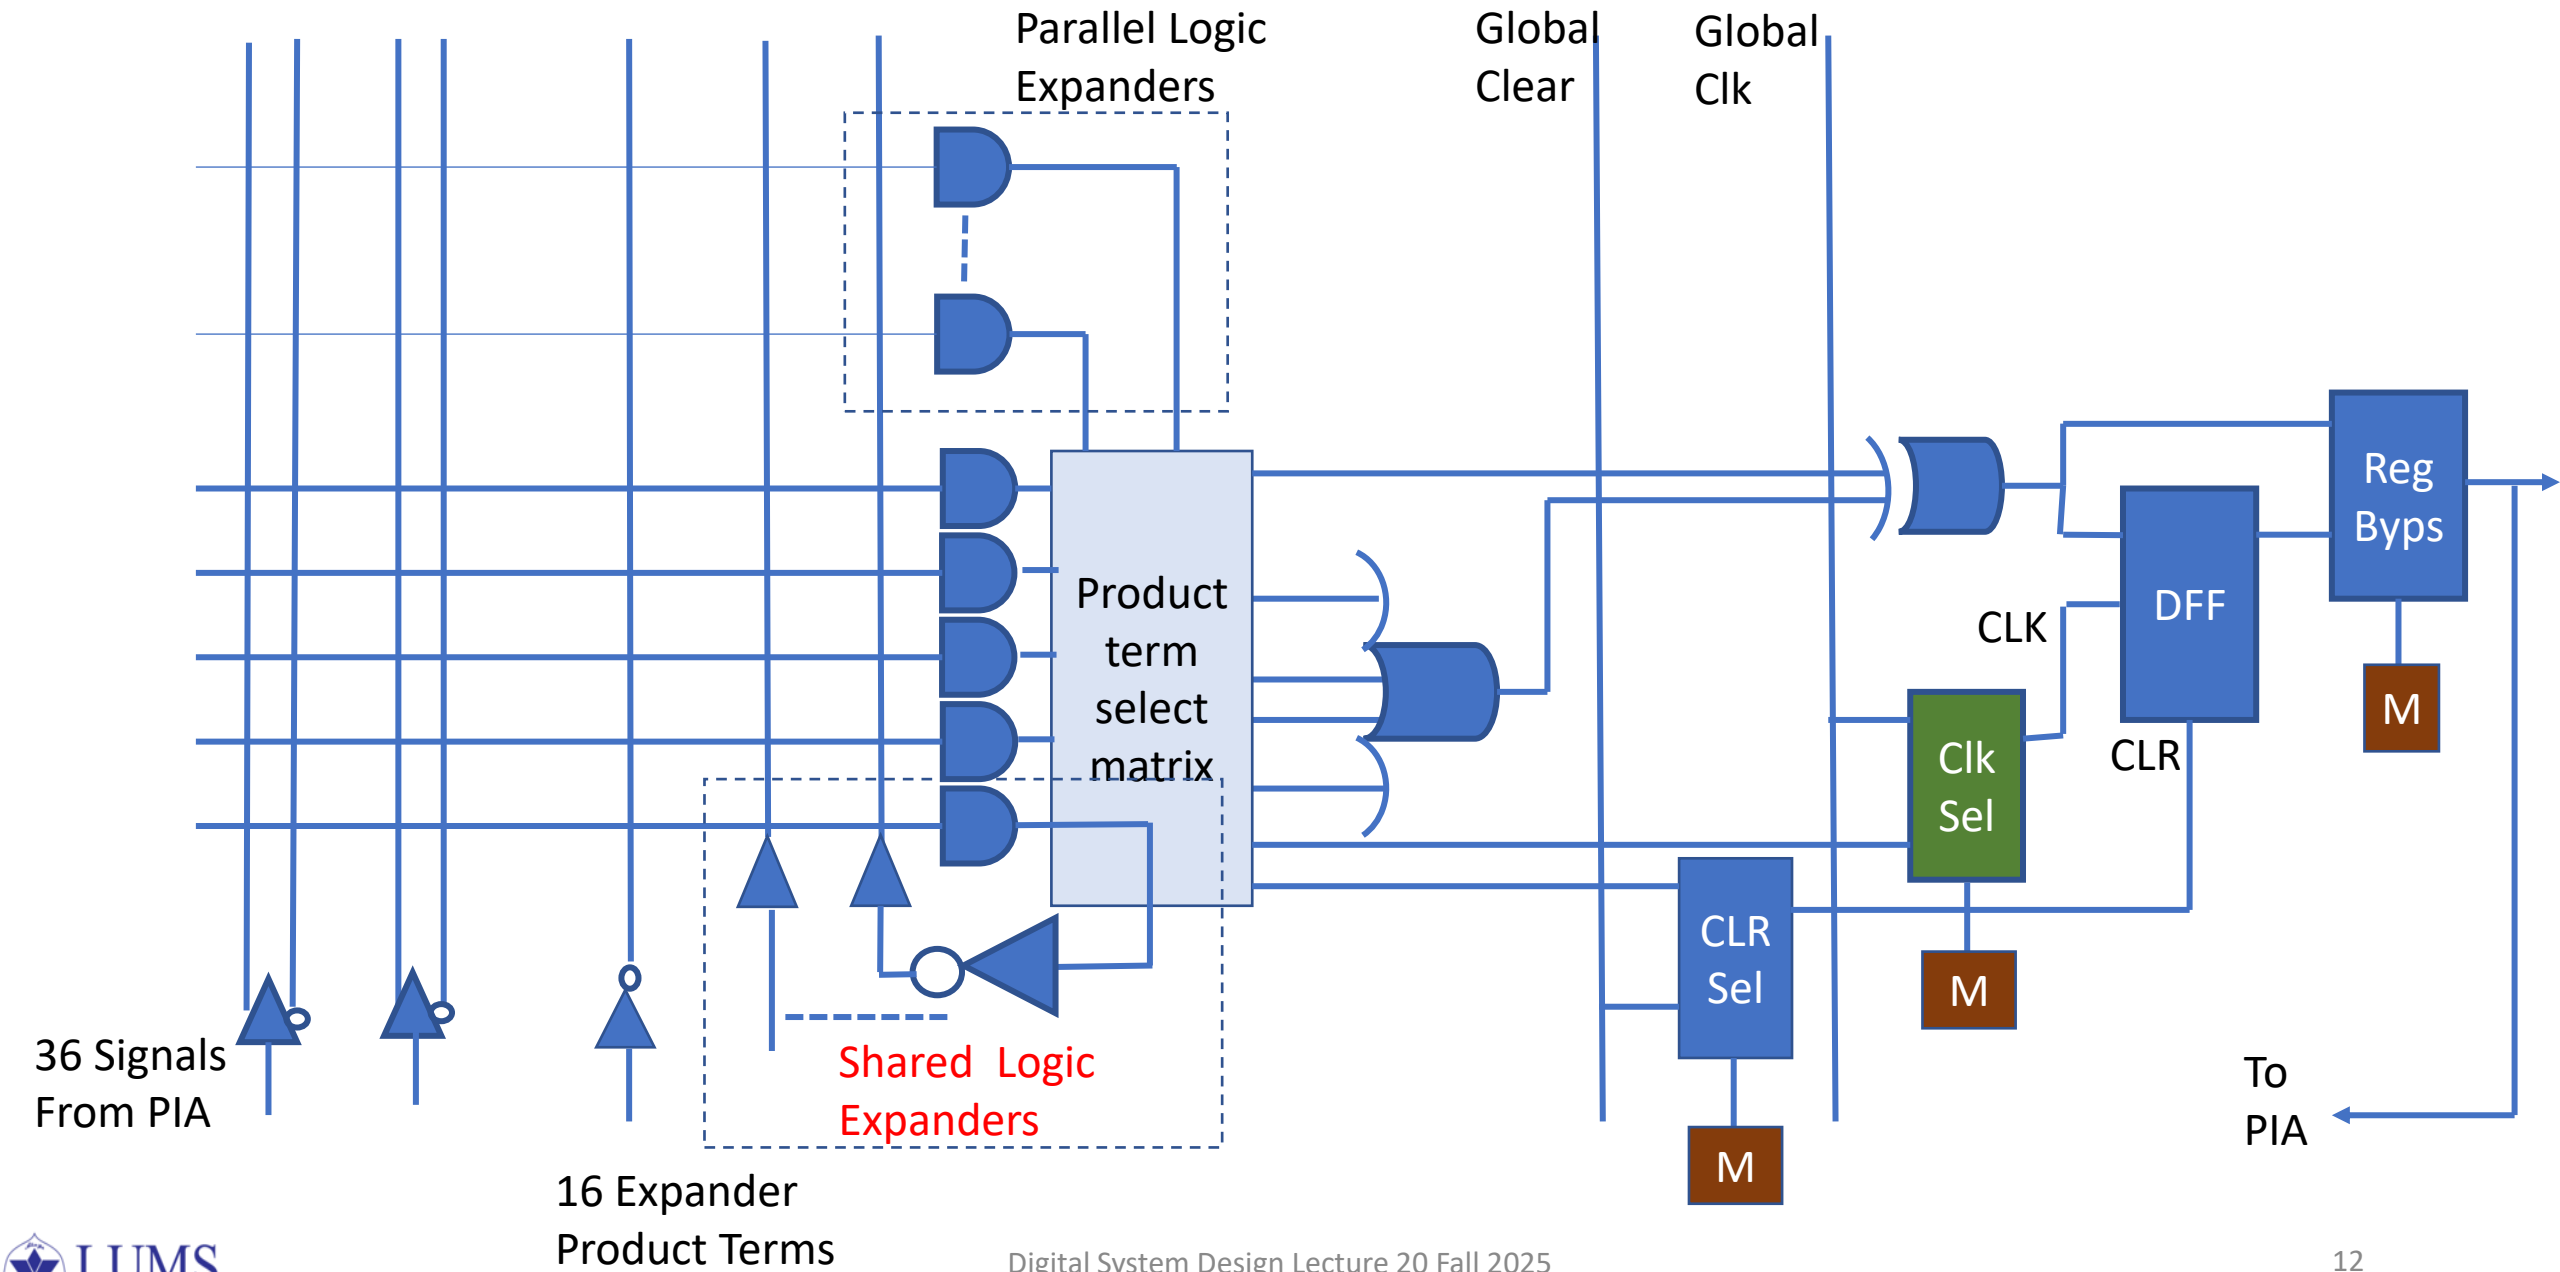 Parallel Logic
Expanders
Global
Clear
Global
Clk
Reg
Byps
Product
term
select
matrix
DFF
CLK
M
Clk
Sel
CLR
CLR
Sel
M
36 Signals
From PIA
Shared Logic
Expanders
To
PIA
M
16 Expander
Product Terms
LUMS
Digital System Design Lecture 20 Fall 2025
12